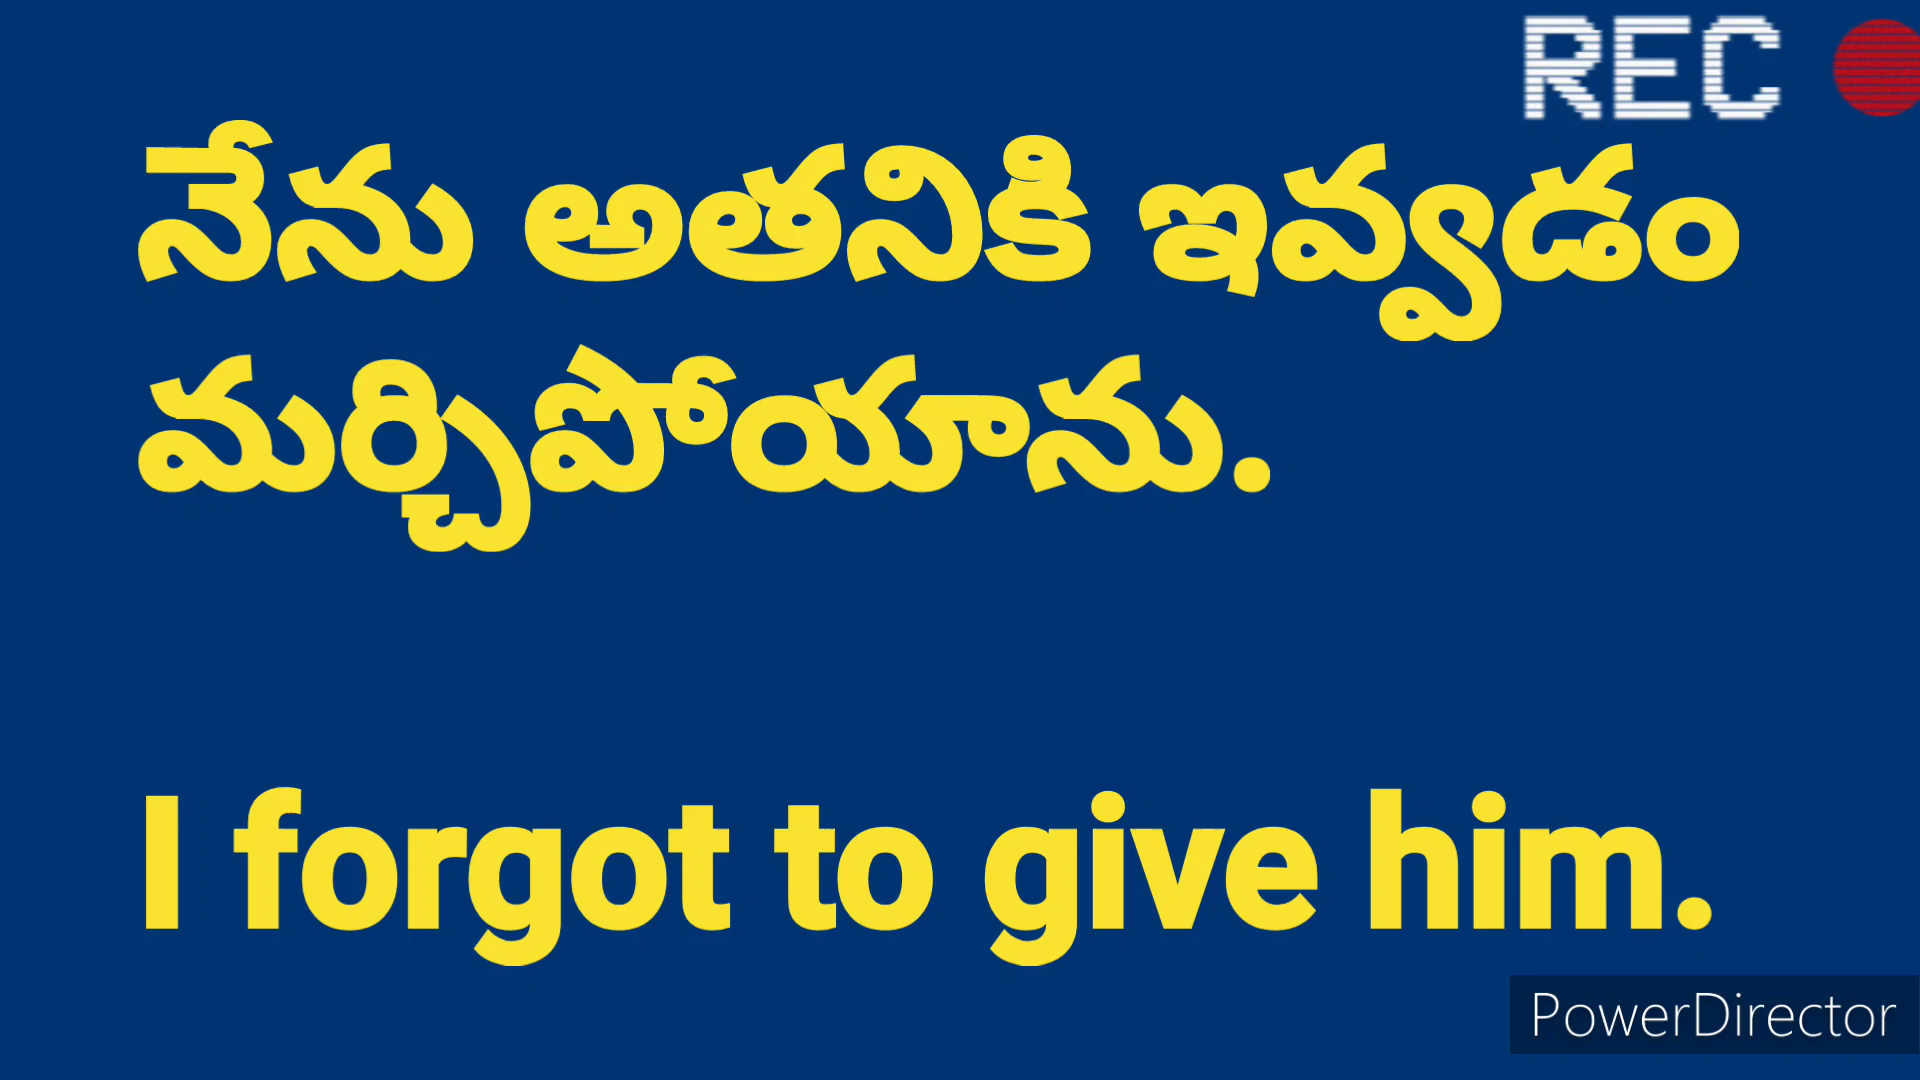 REC
నేను అతనికి ఇవ్వడం
మర్చిపోయాను.
I forgot to give him.
PowerDirector